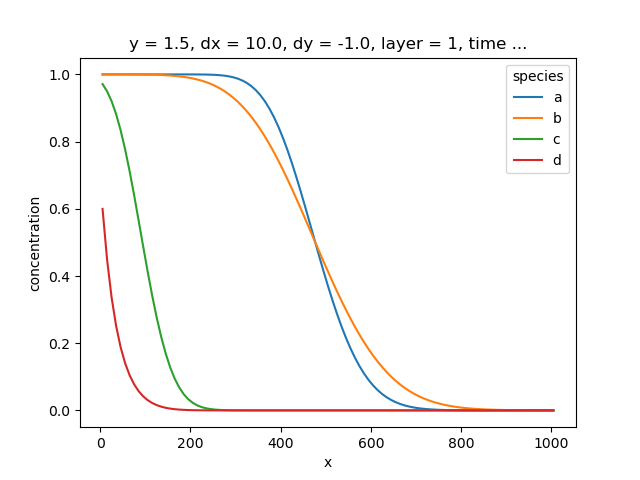 y = 1.5, dx = 10.0, dy = -1.0, layer = 1, time ...
concentration
1.0
0.8
0.6
0.4
0.2
0.0
0
200
400
600
800
1000
x
species
a
b
c
d